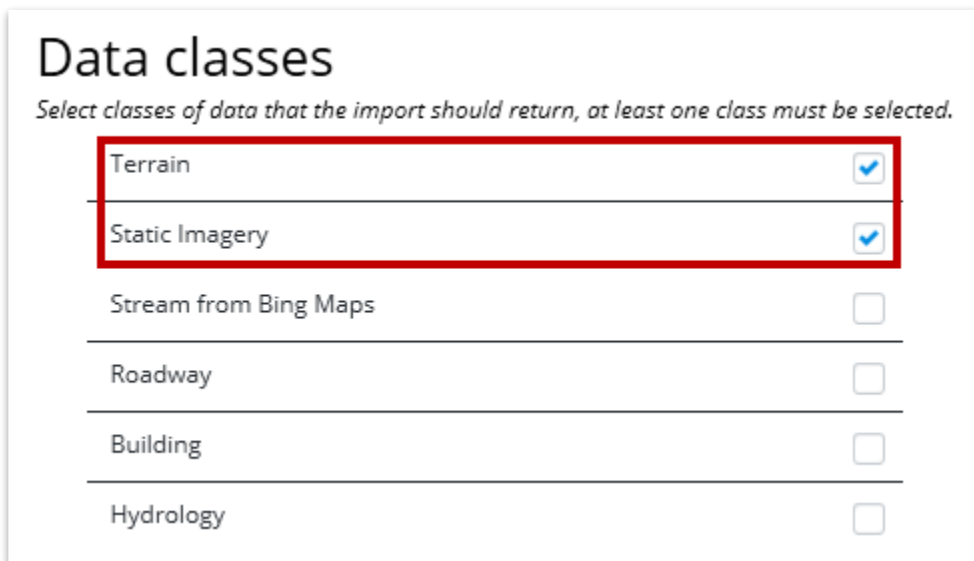 Data classes
Select classes of data that the import should return, at least one class must be selected.
Terrain
Static Imagery
Stream from Bing Maps
Roadway
Building
Hydrology